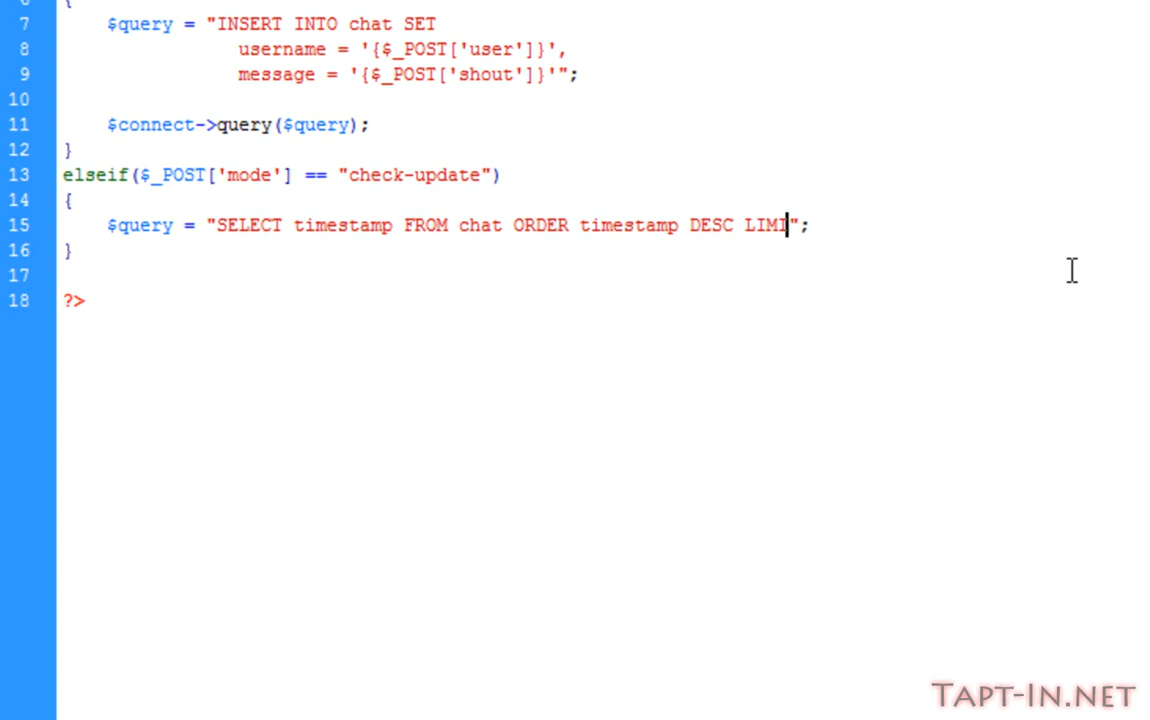 6 {
7 $query = "INSERT INTO chat SET
8 username = '{$_POST['user']}',
9 message = '{$_POST['shout']}'";
10
11 $connect->query($query);
12 }
13 elseif($_POST['mode'] == "check-update")
14 {
15 $query = "SELECT timestamp FROM chat ORDER timestamp DESC LIMI";
16 }
17
18 ?>
TAPT-IN.NET